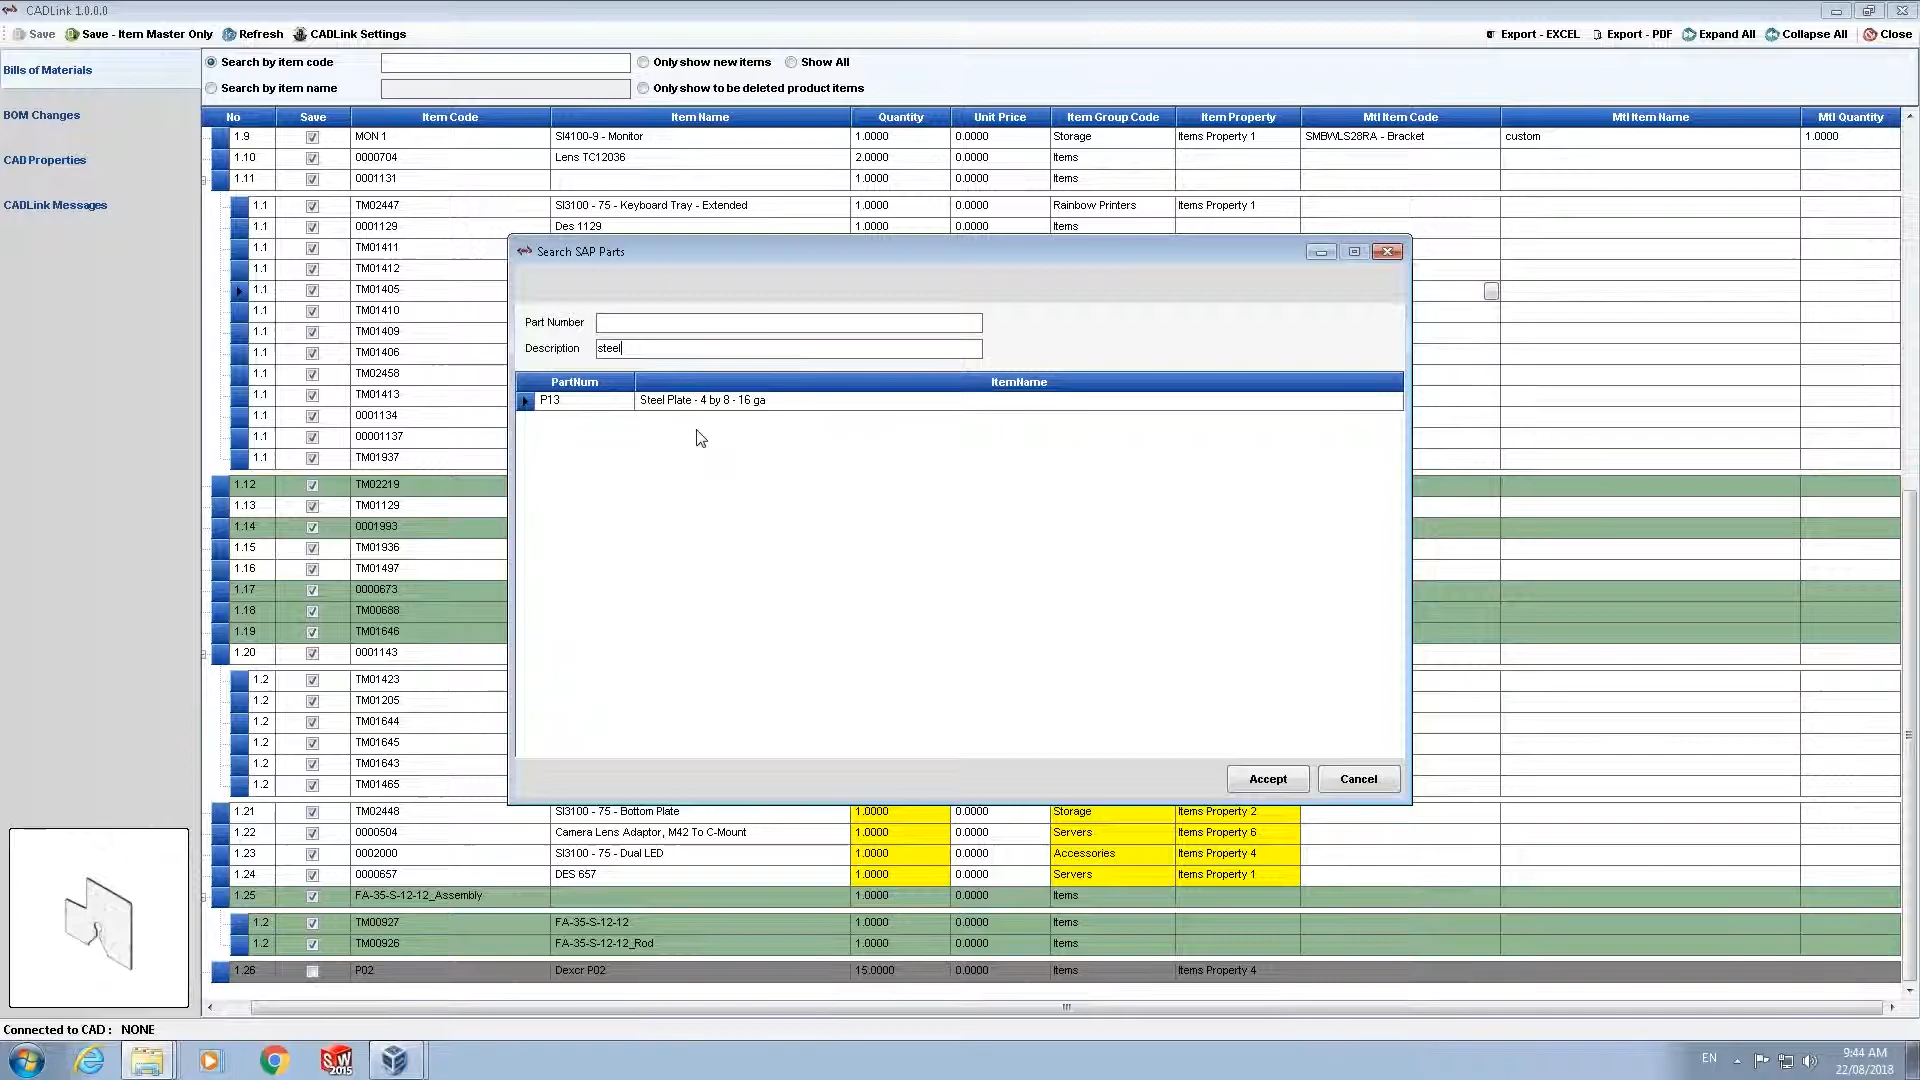 CADLink 1.0.0.0
Save Save - Item Master Only Refresh CADLink Settings Export - EXCEL Export - PDF Expand All Collapse All Close
Bills of Materials
BOM Changes
CAD Properties
CADLink Messages
Search by item code Only show new items Show All
Search by item name Only show to be deleted product items
No Save Item Code Item Name Quantity Unit Price Item Group Code Item Property Mtl Item Code Mtl Item Name Mtl Quantity
1.9 MON 1 SI4100-9 - Monitor 1.0000 0.0000 Storage Items Property 1 SMBWLS28RA - Bracket custom 1.0000
1.10 0000704 Lens TC12036 2.0000 0.0000 Items
1.11 0001131 1.0000 0.0000 Items
1.1 TM02447 SI3100 - 75 - Keyboard Tray - Extended 1.0000 0.0000 Rainbow Printers Items Property 1
1.1 0001129 Des 1129 1.0000 0.0000 Items
1.1 TM01411
1.1 TM01412
1.1 TM01405
1.1 TM01410
1.1 TM01409
1.1 TM01406
1.1 TM02458
1.1 TM01413
1.1 0001134
1.1 00001137
1.1 TM01937
1.12 TM02219
1.13 TM01129
1.14 0001993
1.15 TM01936
1.16 TM01497
1.17 0000673
1.18 TM00688
1.19 TM01646
1.20 0001143
1.2 TM01423
1.2 TM01205
1.2 TM01644
1.2 TM01645
1.2 TM01643
1.2 TM01465
Search SAP Parts
Part Number
Description steel
PartNum ItemName
P13 Steel Plate - 4 by 8 - 16 ga
Accept Cancel
1.21 TM02448 SI3100 - 75 - Bottom Plate 1.0000 0.0000 Storage Items Property 2
1.22 0000504 Camera Lens Adaptor, M42 To C-Mount 1.0000 0.0000 Servers Items Property 6
1.23 0002000 SI3100 - 75 - Dual LED 1.0000 0.0000 Accessories Items Property 4
1.24 0000657 DES 657 1.0000 0.0000 Servers Items Property 1
1.25 FA-35-S-12-12_Assembly 1.0000 0.0000 Items
1.2 TM00927 FA-35-S-12-12 1.0000 0.0000 Items
1.2 TM00926 FA-35-S-12-12_Rod 1.0000 0.0000 Items
1.26 P02 Dexcr P02 15.0000 0.0000 Items Items Property 4
Connected to CAD : NONE
SW 2015
EN 9:44 AM
22/08/2018